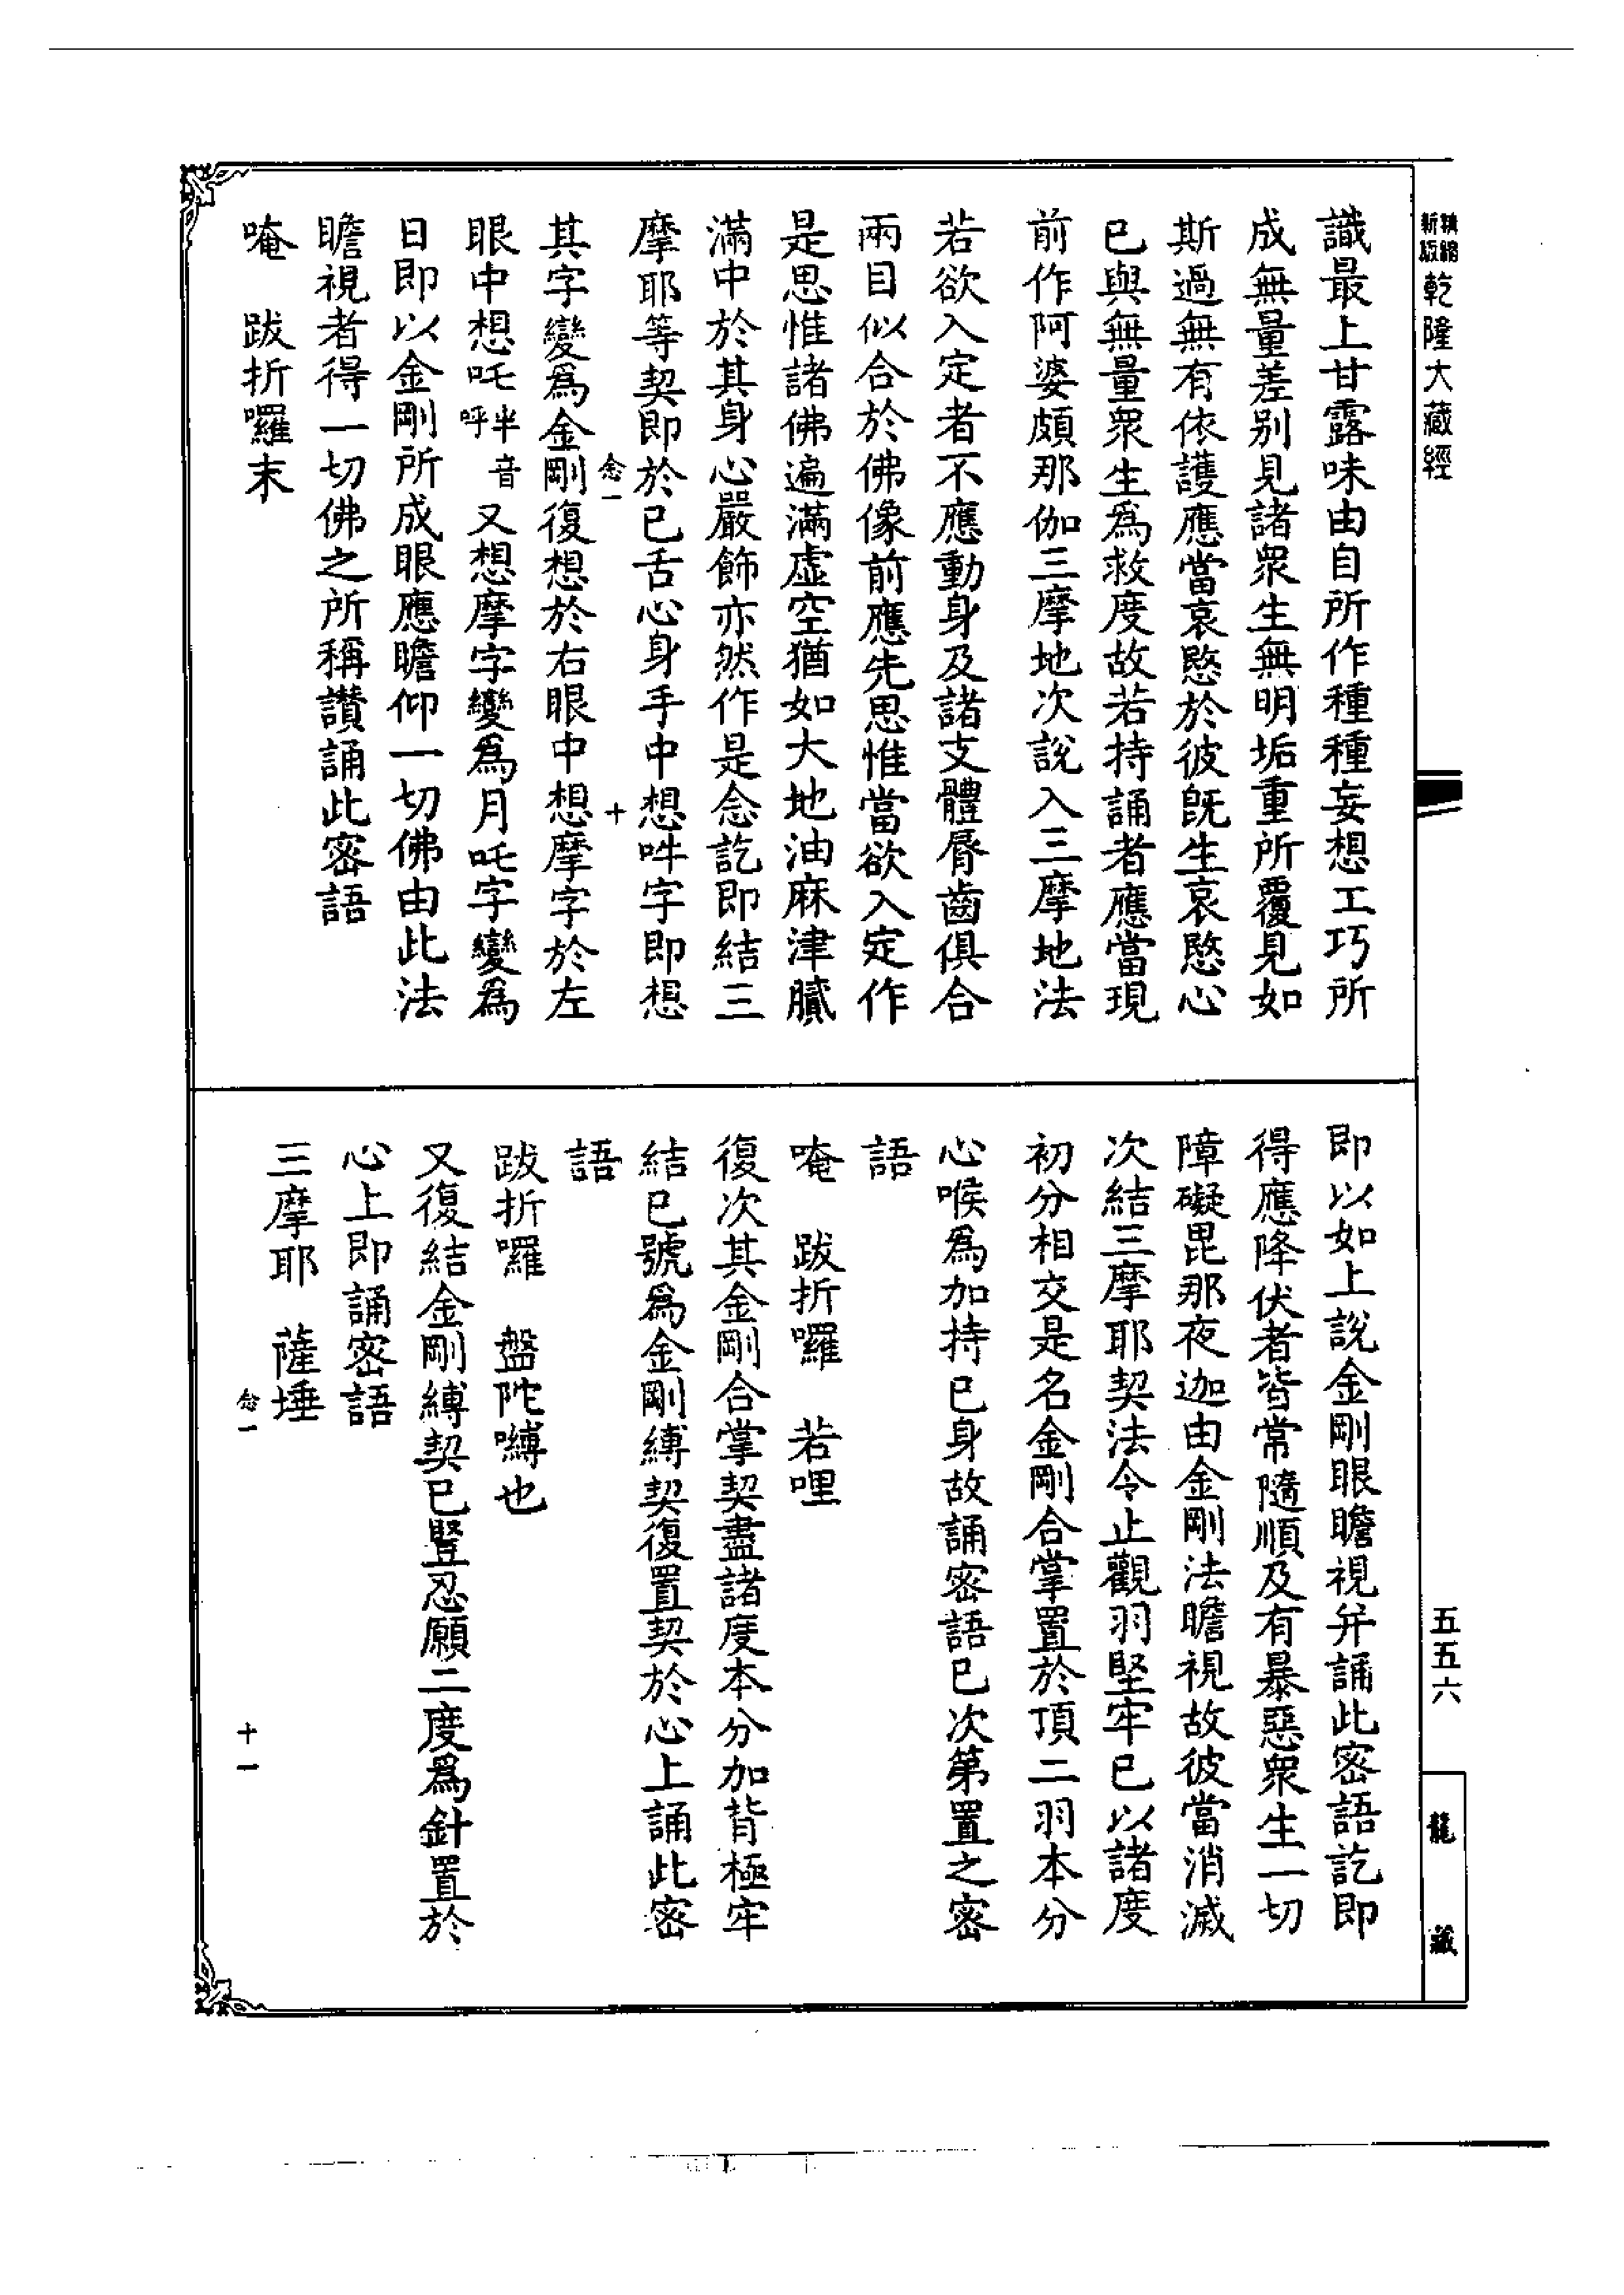 新編縮版乾隆大藏經
識最上甘露味由自所作種種妄想工巧所
成無量差別見諸衆生無明垢重所覆見如
斯過無有依護應當哀愍於彼既生哀愍心
已與無量衆生爲救度故若持誦者應當現
前作阿婆頗那伽三摩地次說入三摩地法
若欲入定者不應動身及諸支體脣齒俱合
兩目似合於佛像前應先思惟當欲入定作
是思惟諸佛遍滿虛空猶如大地油麻津膩
滿中於其身心嚴飾亦然作是念訖即結三
摩耶等契即於已舌心身手中想吽字即想
念一 十
其字變爲金剛復想於右眼中想摩字於左
眼中想吒半音呼又想摩字變爲月吒字變爲
日即以金剛所成眼應瞻仰一切佛由此法
瞻視者得一切佛之所稱讚誦此密語
唵 跋折囉末
即以如上說金剛眼瞻視并誦此密語訖即
得應降伏者皆常隨順及有暴惡衆生一切
障礙毘那夜迦由金剛法瞻視故彼當消滅
次結三摩耶契法令止觀羽堅牢已以諸度
初分相交是名金剛合掌置於頂二羽本分
心喉爲加持已身故誦密語已次第置之密
語
唵 跋折囉 若哩
復次其金剛合掌契盡諸度本分加背極牢
結已號爲金剛縛契復置契於心上誦此密
語
跋折囉 盤陀嚩也
又復結金剛縛契已豎忍願二度爲針置於
心上即誦密語
三摩耶 薩埵
念一 十一
五五六
龍藏